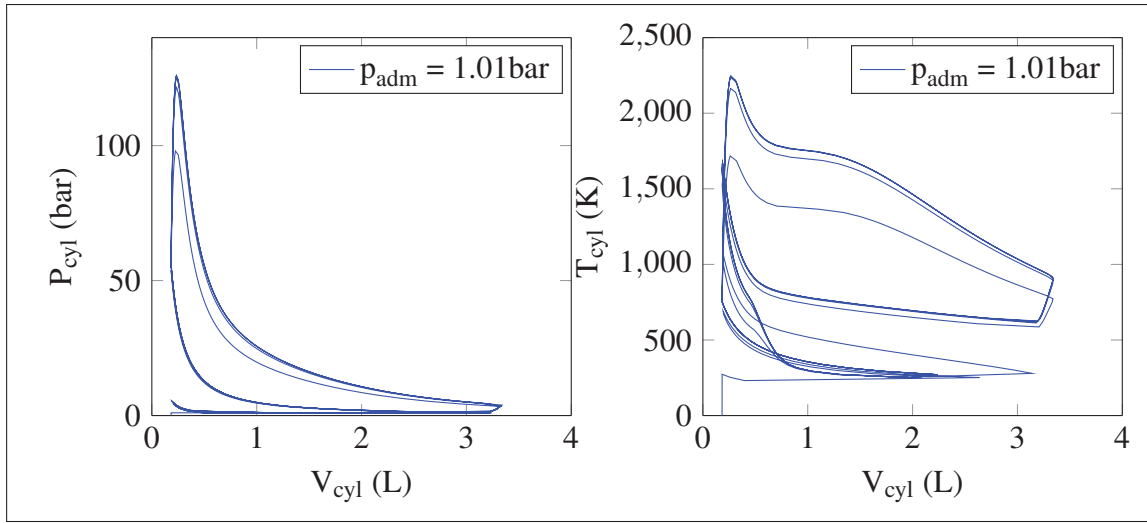 p_adm = 1.01bar
100
50
0
0 1 2 3 4
P_cyl (bar)
V_cyl (L)
p_adm = 1.01bar
2,500
2,000
1,500
1,000
500
0
0 1 2 3 4
T_cyl (K)
V_cyl (L)